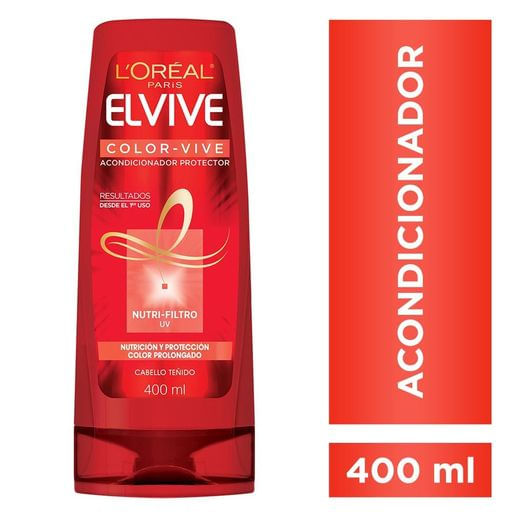 L'ORÉAL
PARIS
ELVIVE
COLOR-VIVE
ACONDICIONADOR PROTECTOR
RESULTADOS
DESDE EL 1er USO
NUTRI-FILTRO
UV
NUTRICIÓN Y PROTECCIÓN
COLOR PROLONGADO
CABELLO TEÑIDO
400 ml
ACONDICIONADOR
400 ml